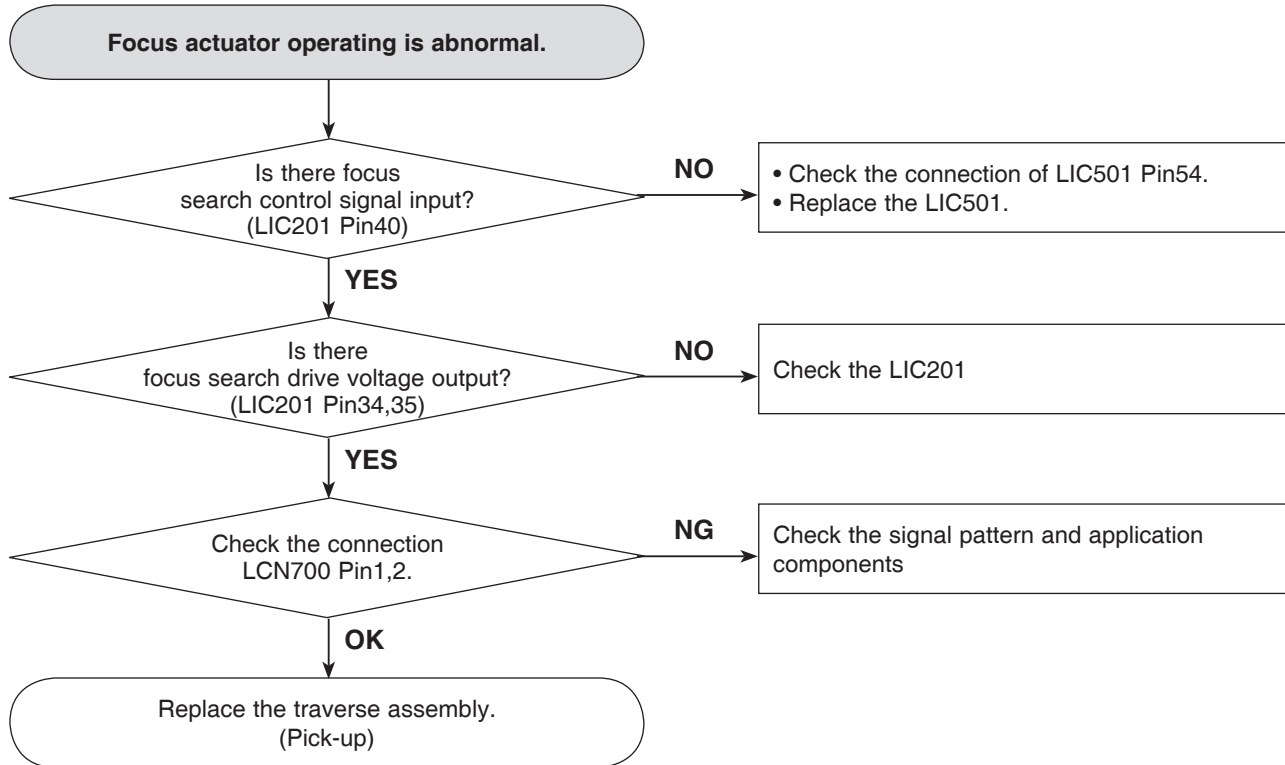 Focus actuator operating is abnormal.
Is there focus
search control signal input?
(LIC201 Pin40)
NO
• Check the connection of LIC501 Pin54.
• Replace the LIC501.
YES
Is there
focus search drive voltage output?
(LIC201 Pin34,35)
NO
Check the LIC201
YES
Check the connection
LCN700 Pin1,2.
NG
Check the signal pattern and application
components
OK
Replace the traverse assembly.
(Pick-up)